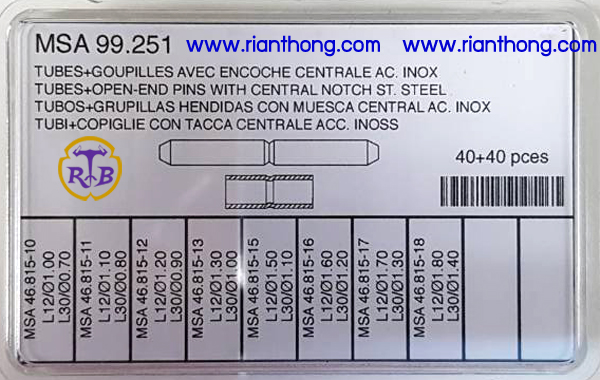 MSA 99.251
www.rianthong.com www.rianthong.com
TUBES+GOUPILLES AVEC ENCOCHE CENTRALE AC. INOX
TUBES+OPEN-END PINS WITH CENTRAL NOTCH ST. STEEL
TUBOS+GRUPILLAS HENDIDAS CON MUESCA CENTRAL AC. INOX
TUBI+COPIGLIE CON TACCA CENTRALE ACC. INOSS
RTB
40+40 pces
MSA 46.815-10
L12/Ø1.00
L30/Ø0.70
MSA 46.815-11
L12/Ø1.10
L30/Ø0.80
MSA 46.815-12
L12/Ø1.20
L30/Ø0.90
MSA 46.815-13
L12/Ø1.30
L30/Ø1.00
MSA 46.815-15
L12/Ø1.50
L30/Ø1.10
MSA 46.815-16
L12/Ø1.60
L30/Ø1.20
MSA 46.815-17
L12/Ø1.70
L30/Ø1.30
MSA 46.815-18
L12/Ø1.80
L30/Ø1.40